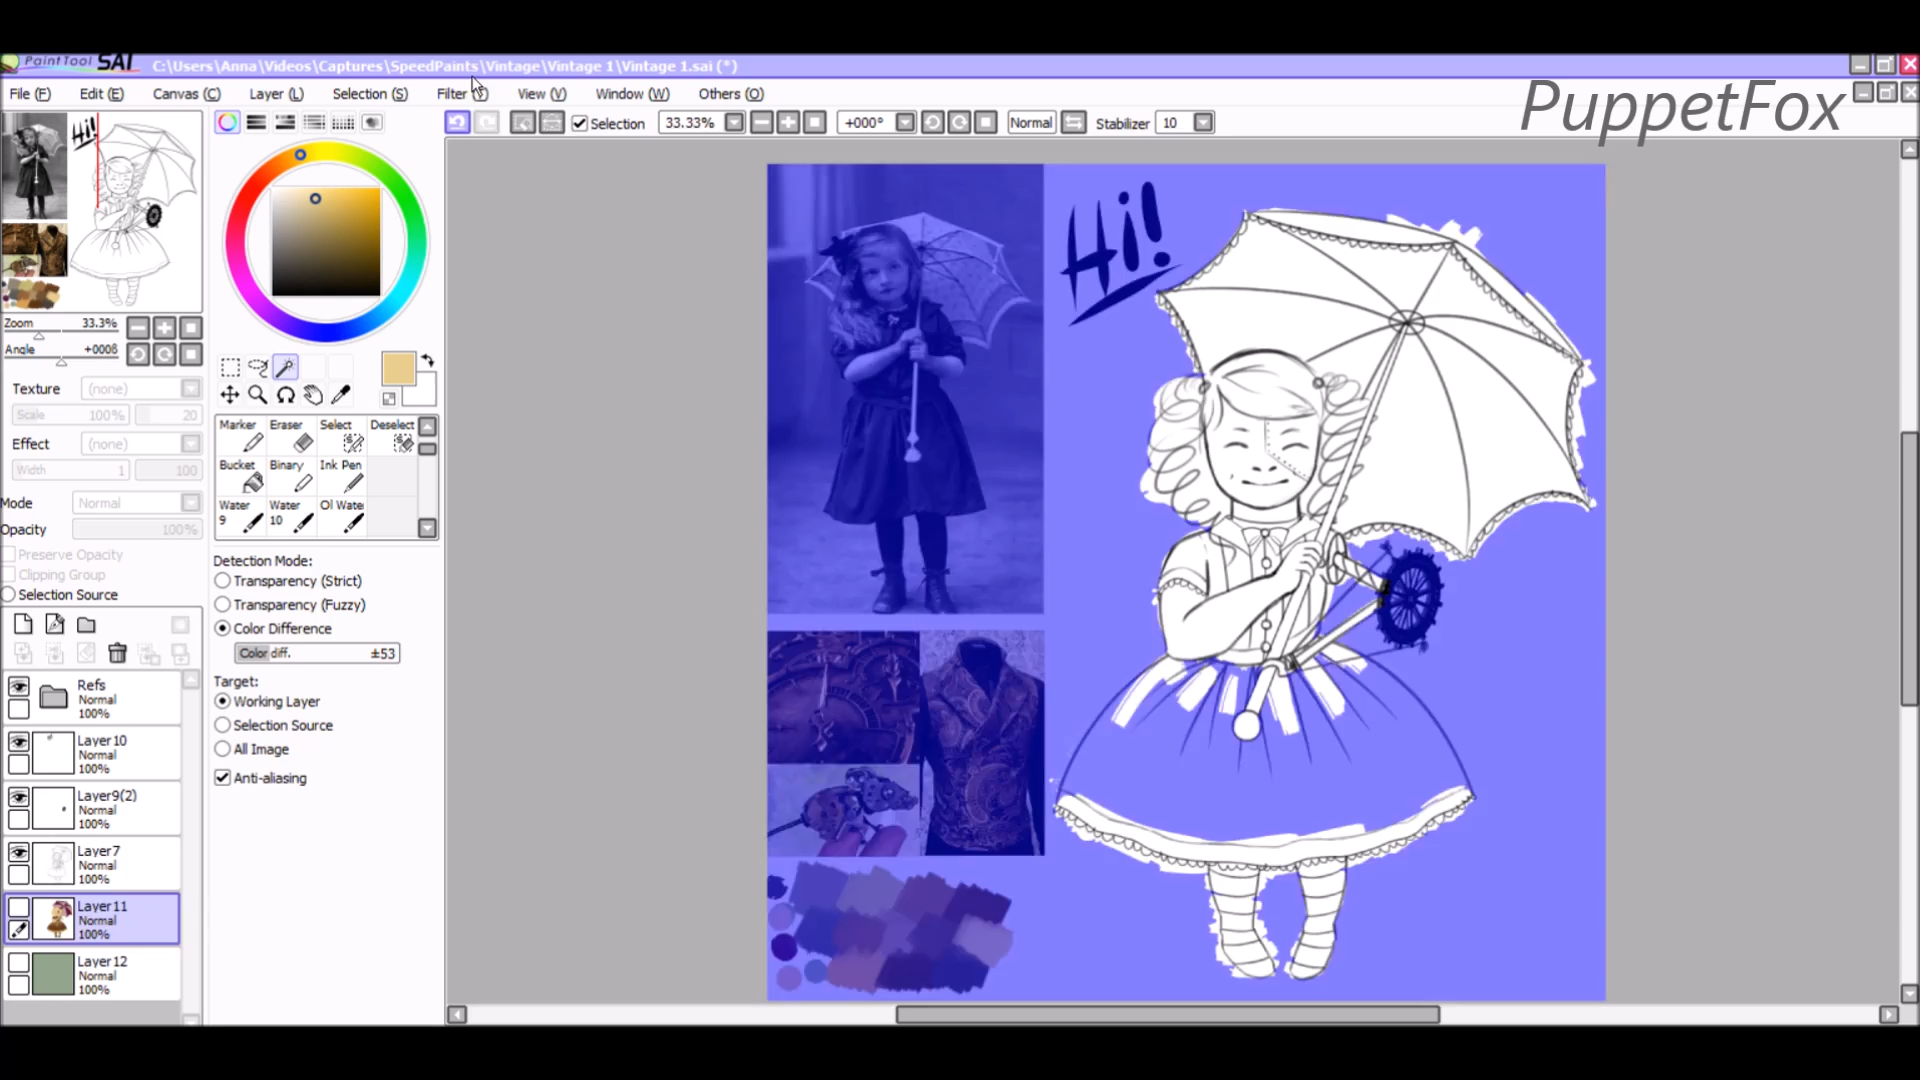 PaintTool SAI C:\Users\Anna\Videos\Captures\SpeedPaints\Vintage\Vintage 1\Vintage 1.sai (*)
File (F) Edit (E) Canvas (C) Layer (L) Selection (S) Filter (T) View (V) Window (W) Others (O)
PuppetFox
Selection 33.33% +000° Normal Stabilizer 10
Hi!
Hi!
Zoom 33.3%
Angle +000ß
Texture (none)
Scale 100% 20
Effect (none)
Width 1 100
Mode Normal
Opacity 100%
Preserve Opacity
Clipping Group
Selection Source
Marker Eraser Select Deselect
Bucket Binary Ink Pen
Water 9 Water 10 Ol Wate
Detection Mode:
Transparency (Strict)
Transparency (Fuzzy)
Color Difference
Color diff. ±53
Target:
Working Layer
Selection Source
All Image
Anti-aliasing
Refs
Normal
100%
Layer10
Normal
100%
Layer9(2)
Normal
100%
Layer7
Normal
100%
Layer11
Normal
100%
Layer12
Normal
100%